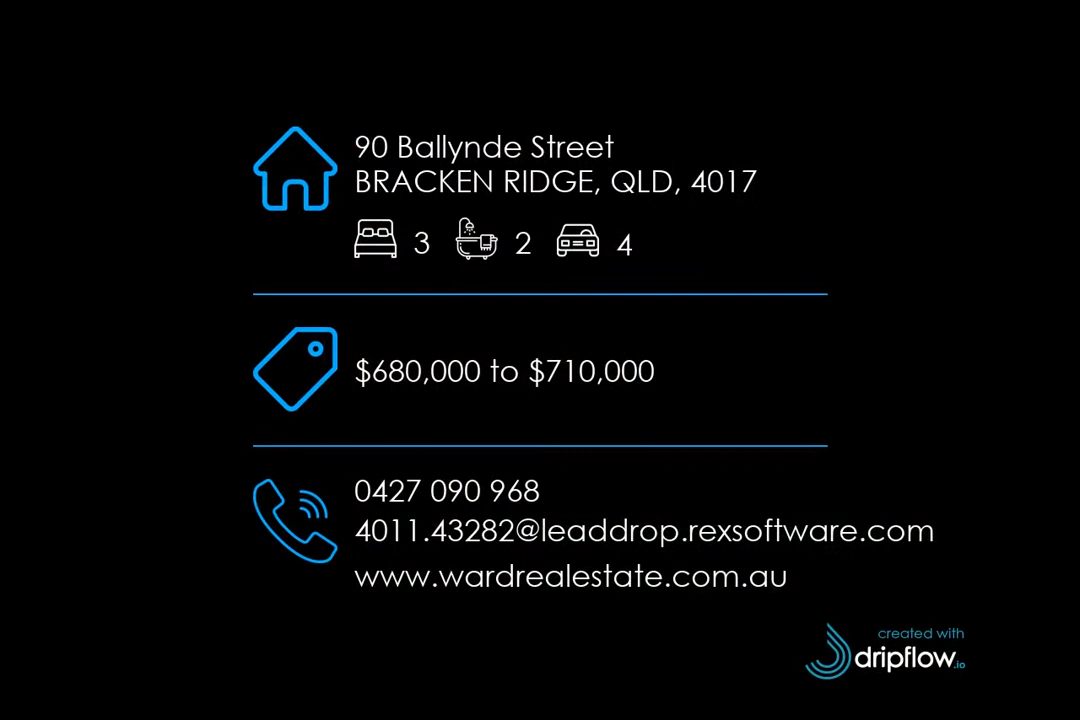 90 Ballynde Street
BRACKEN RIDGE, QLD, 4017
3 2 4
$680,000 to $710,000
0427 090 968
4011.43282@leaddrop.rexsoftware.com
www.wardrealestate.com.au
created with
dripflow.io